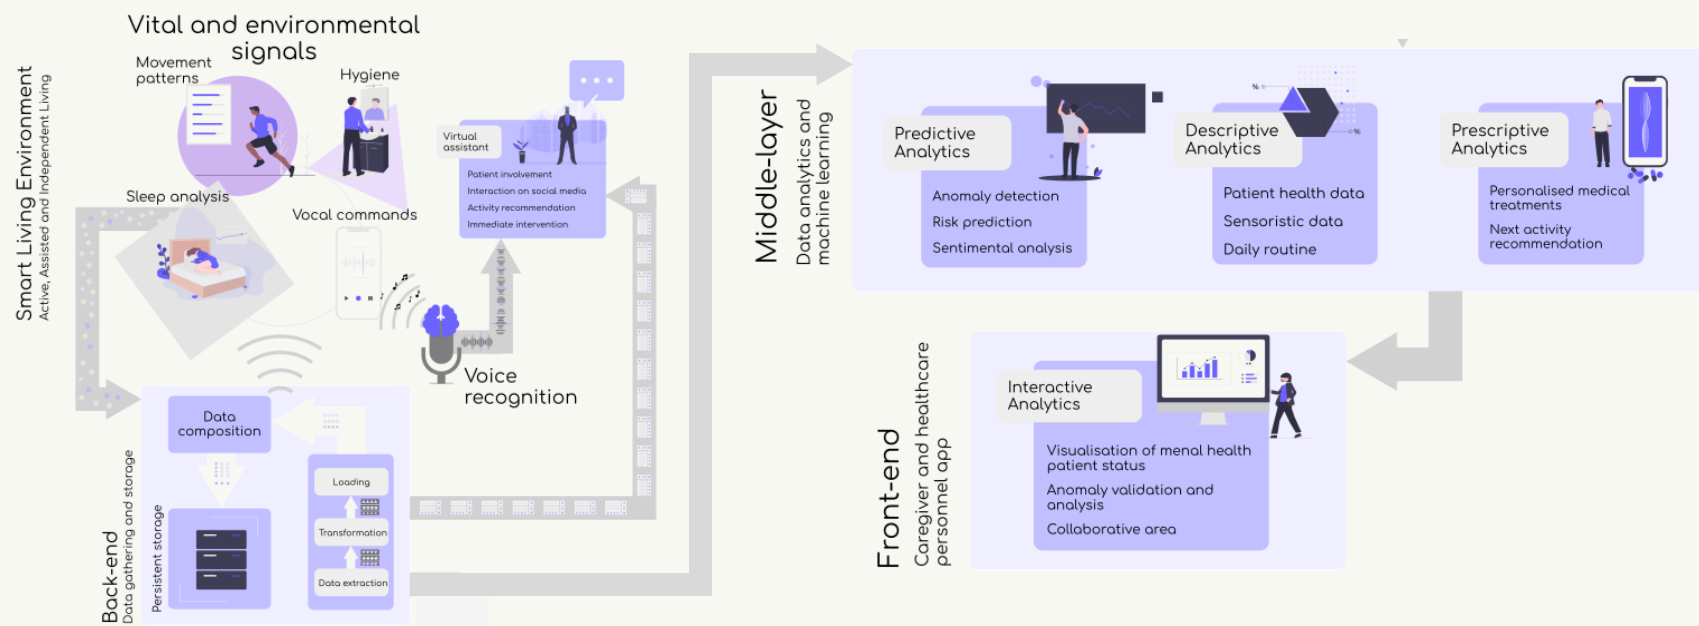 Vital and environmental
signals
Smart Living Environment
Active, Assisted and Independent Living
Movement
patterns
Hygiene
Sleep analysis
Vocal commands
Virtual
assistant
Patient involvement
Interaction on social media
Activity recommendation
Immediate intervention
Voice
recognition
Back-end
Data gathering and storage
Data
composition
Persistent storage
Loading
Transformation
Data extraction
Middle-layer
Data analytics and
machine learning
Predictive
Analytics
Anomaly detection
Risk prediction
Sentimental analysis
Descriptive
Analytics
%
%
Patient health data
Sensoristic data
Daily routine
Prescriptive
Analytics
Personalised medical
treatments
Next activity
recommendation
Front-end
Caregiver and healthcare
personnel app
Interactive
Analytics
Visualisation of menal health
patient status
Anomaly validation and
analysis
Collaborative area